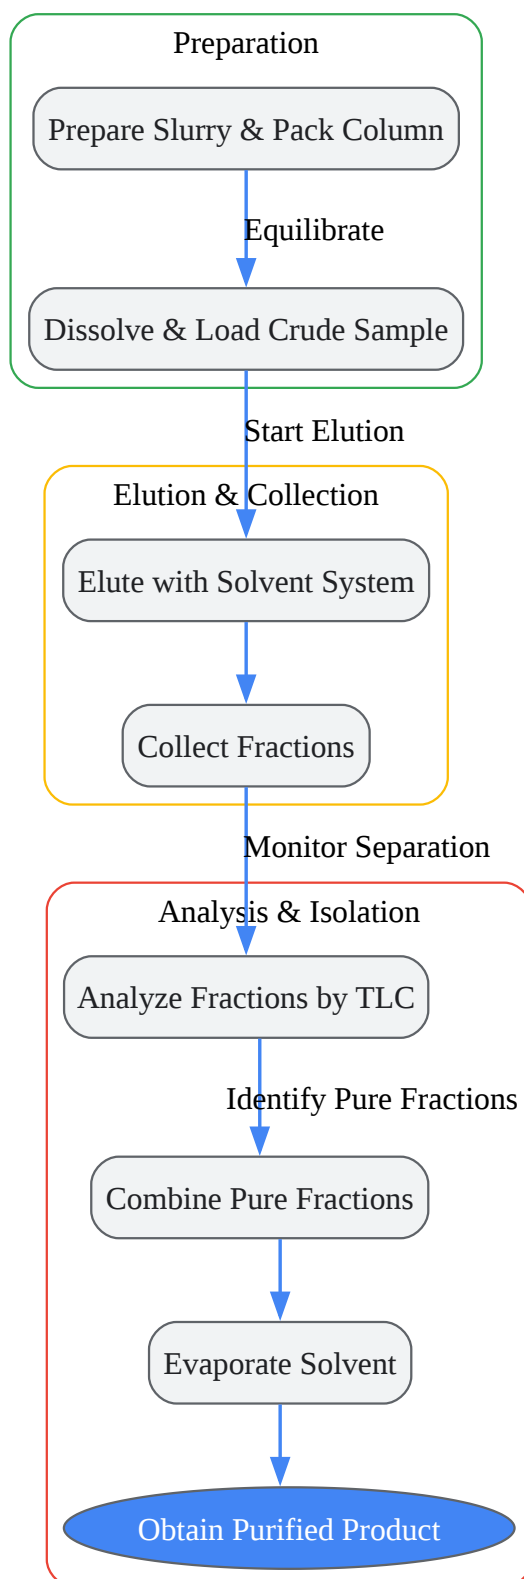 Preparation
Prepare Slurry & Pack Column
Equilibrate
Dissolve & Load Crude Sample
Start Elution
Elution & Collection
Elute with Solvent System
Collect Fractions
Monitor Separation
Analysis & Isolation
Analyze Fractions by TLC
Identify Pure Fractions
Combine Pure Fractions
Evaporate Solvent
Obtain Purified Product